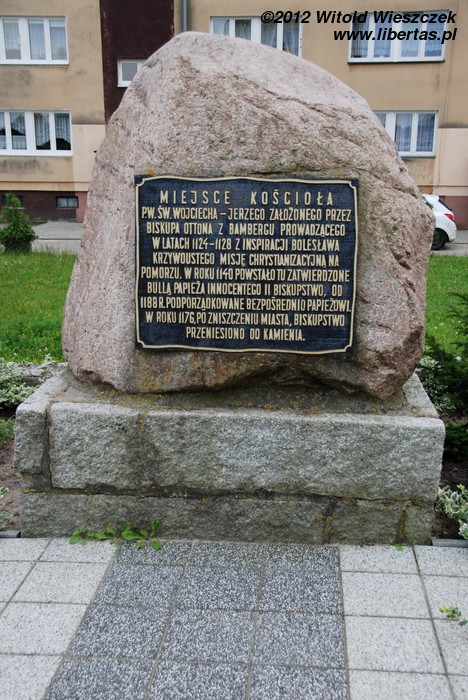 ©2012 Witold Wieszczek
www.libertas.pl
MIEJSCE KOŚCIOŁA
P.W. ŚW. WOJCIECHA – JERZEGO ZAŁOŻONEGO PRZEZ
BISKUPA OTTONA Z BAMBERGU PROWADZĄCEGO
W LATACH 1124–1128 Z INSPIRACJI BOLESŁAWA
KRZYWOUSTEGO MISJĘ CHRYSTIANIZACYJNĄ NA
POMORZU. W ROKU 1140 POWSTAŁO TU ZATWIERDZONE
BULLĄ PAPIEŻA INNOCENTEGO II BISKUPSTWO, OD
1188 R. PODPORZĄDKOWANE BEZPOŚREDNIO PAPIEŻOWI.
W ROKU 1176, PO ZNISZCZENIU MIASTA, BISKUPSTWO
PRZENIESIONO DO KAMIENIA.